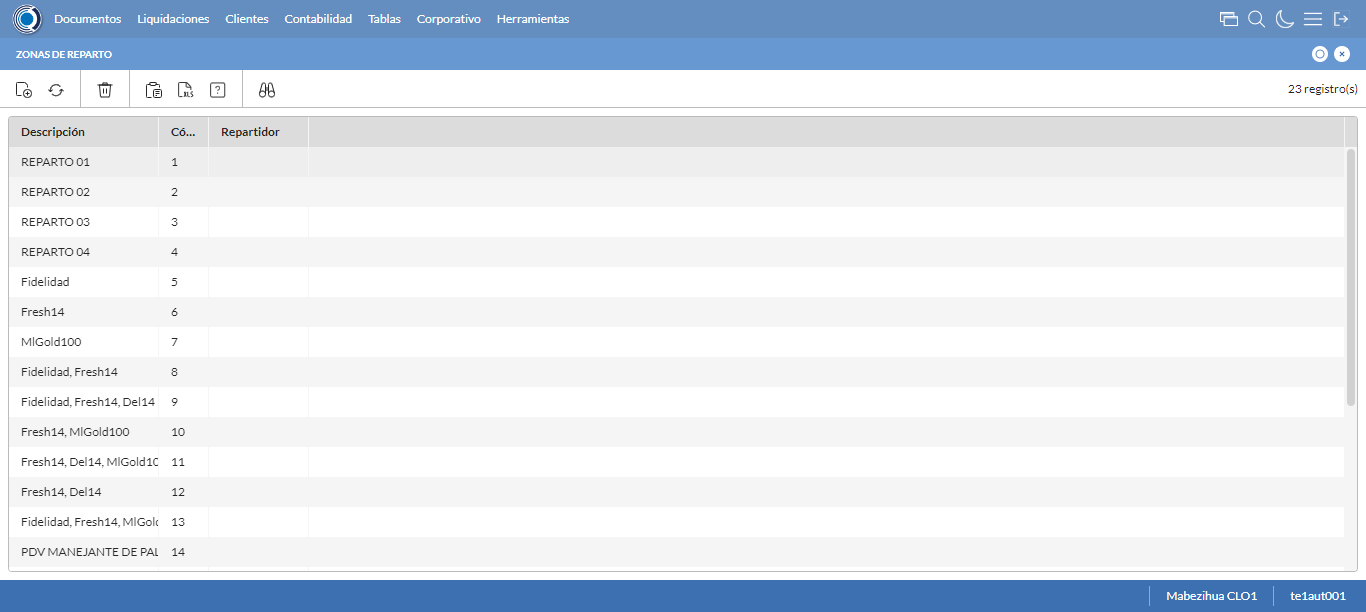 Documentos Liquidaciones Clientes Contabilidad Tablas Corporativo Herramientas
ZONAS DE REPARTO
XLS ? 23 registro(s)
Descripción Có... Repartidor
REPARTO 01 1
REPARTO 02 2
REPARTO 03 3
REPARTO 04 4
Fidelidad 5
Fresh14 6
MlGold100 7
Fidelidad, Fresh14 8
Fidelidad, Fresh14, Del14 9
Fresh14, MlGold100 10
Fresh14, Del14, MlGold10 11
Fresh14, Del14 12
Fidelidad, Fresh14, MlGold 13
PDV MANEJANTE DE PAL 14
Mabezihua CLO1 te1aut001